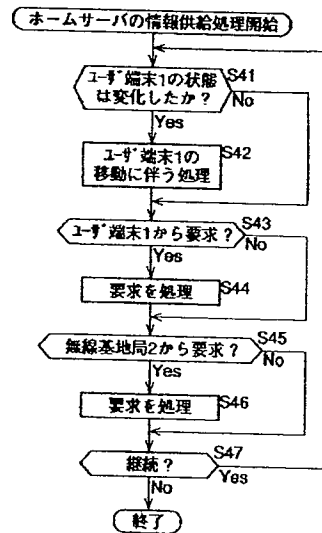 ホームサーバの情報供給処理開始
ユーザ端末1の状態
は変化したか？
S41
No
Yes
ユーザ端末1の
移動に伴う処理
S42
ユーザ端末1から要求？
S43
No
Yes
要求を処理
S44
無線基地局2から要求？
S45
No
Yes
要求を処理
S46
継続？
S47
Yes
No
終了